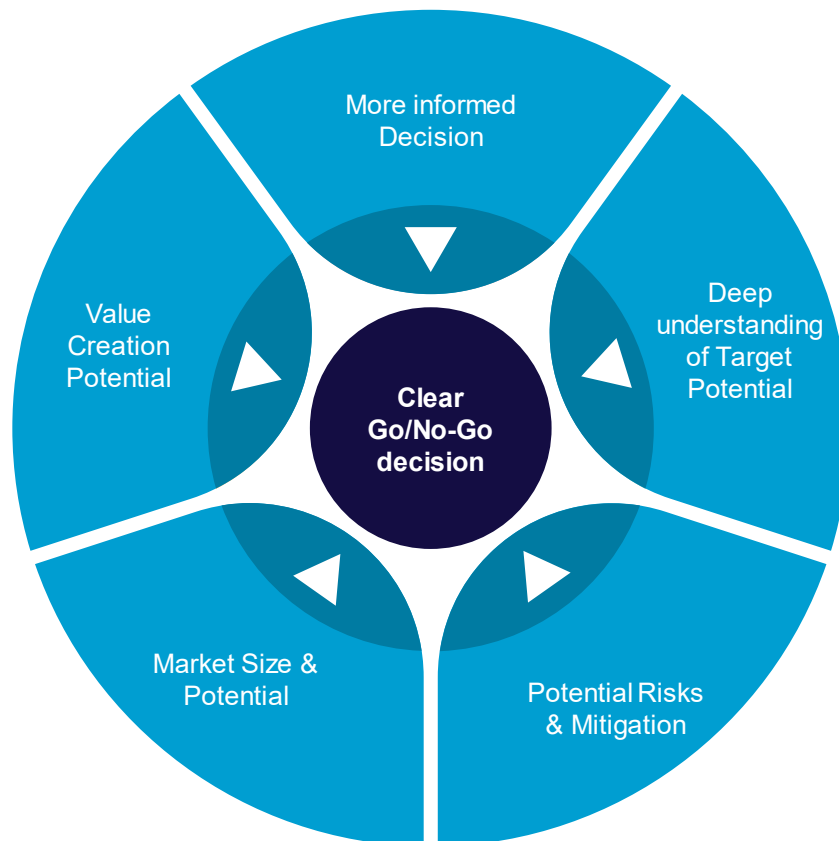 More informed
Decision
Deep
understanding
of Target
Potential
Potential Risks
& Mitigation
Market Size &
Potential
Value
Creation
Potential
Clear
Go/No-Go
decision